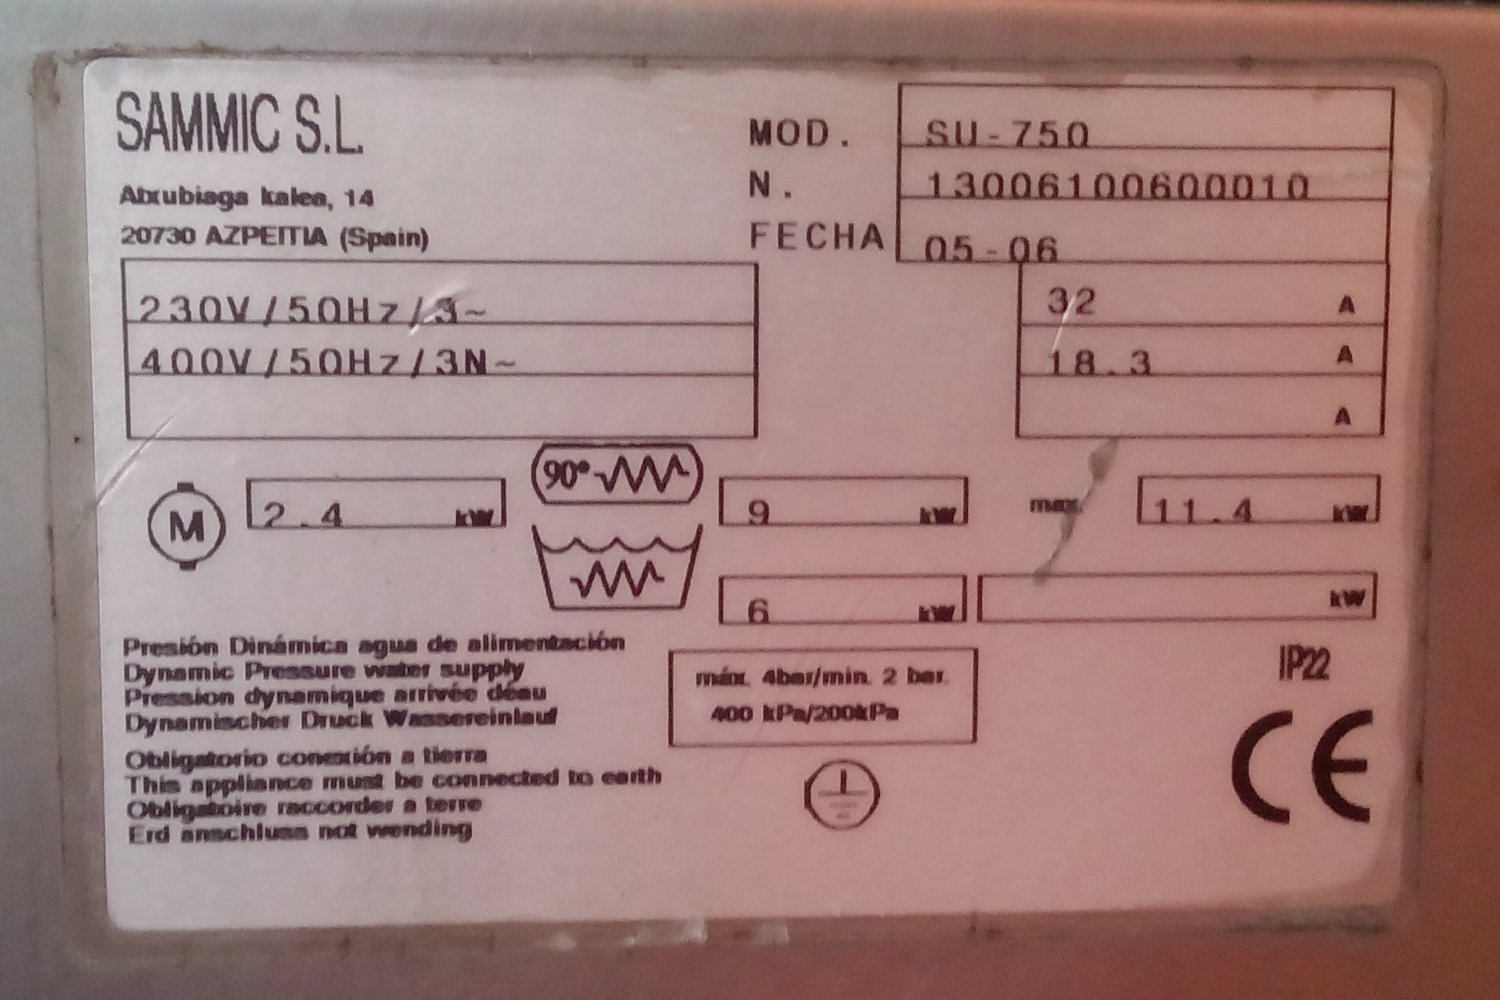 SAMMIC S.L.
Atxubiaga kalea, 14
20730 AZPEITIA (Spain)
MOD. SU-750
N. 13006100600010
FECHA 05-06
230V/50Hz/3~ 32 A
400V/50Hz/3N~ 18.3 A
A
M 2.4 kW 90° 9 kW max. 11.4 kW
6 kW kW
Presión Dinámica agua de alimentación
Dynamic Pressure water supply
Pression dynamique arrivée déau
Dynamischer Druck Wassereinlauf
máx. 4bar/min. 2 bar.
400 kPa/200kPa
IP22
Obligatorio conexión a tierra
This appliance must be connected to earth
Obligatoire raccorder a terre
Erd anschluss not wending
CE